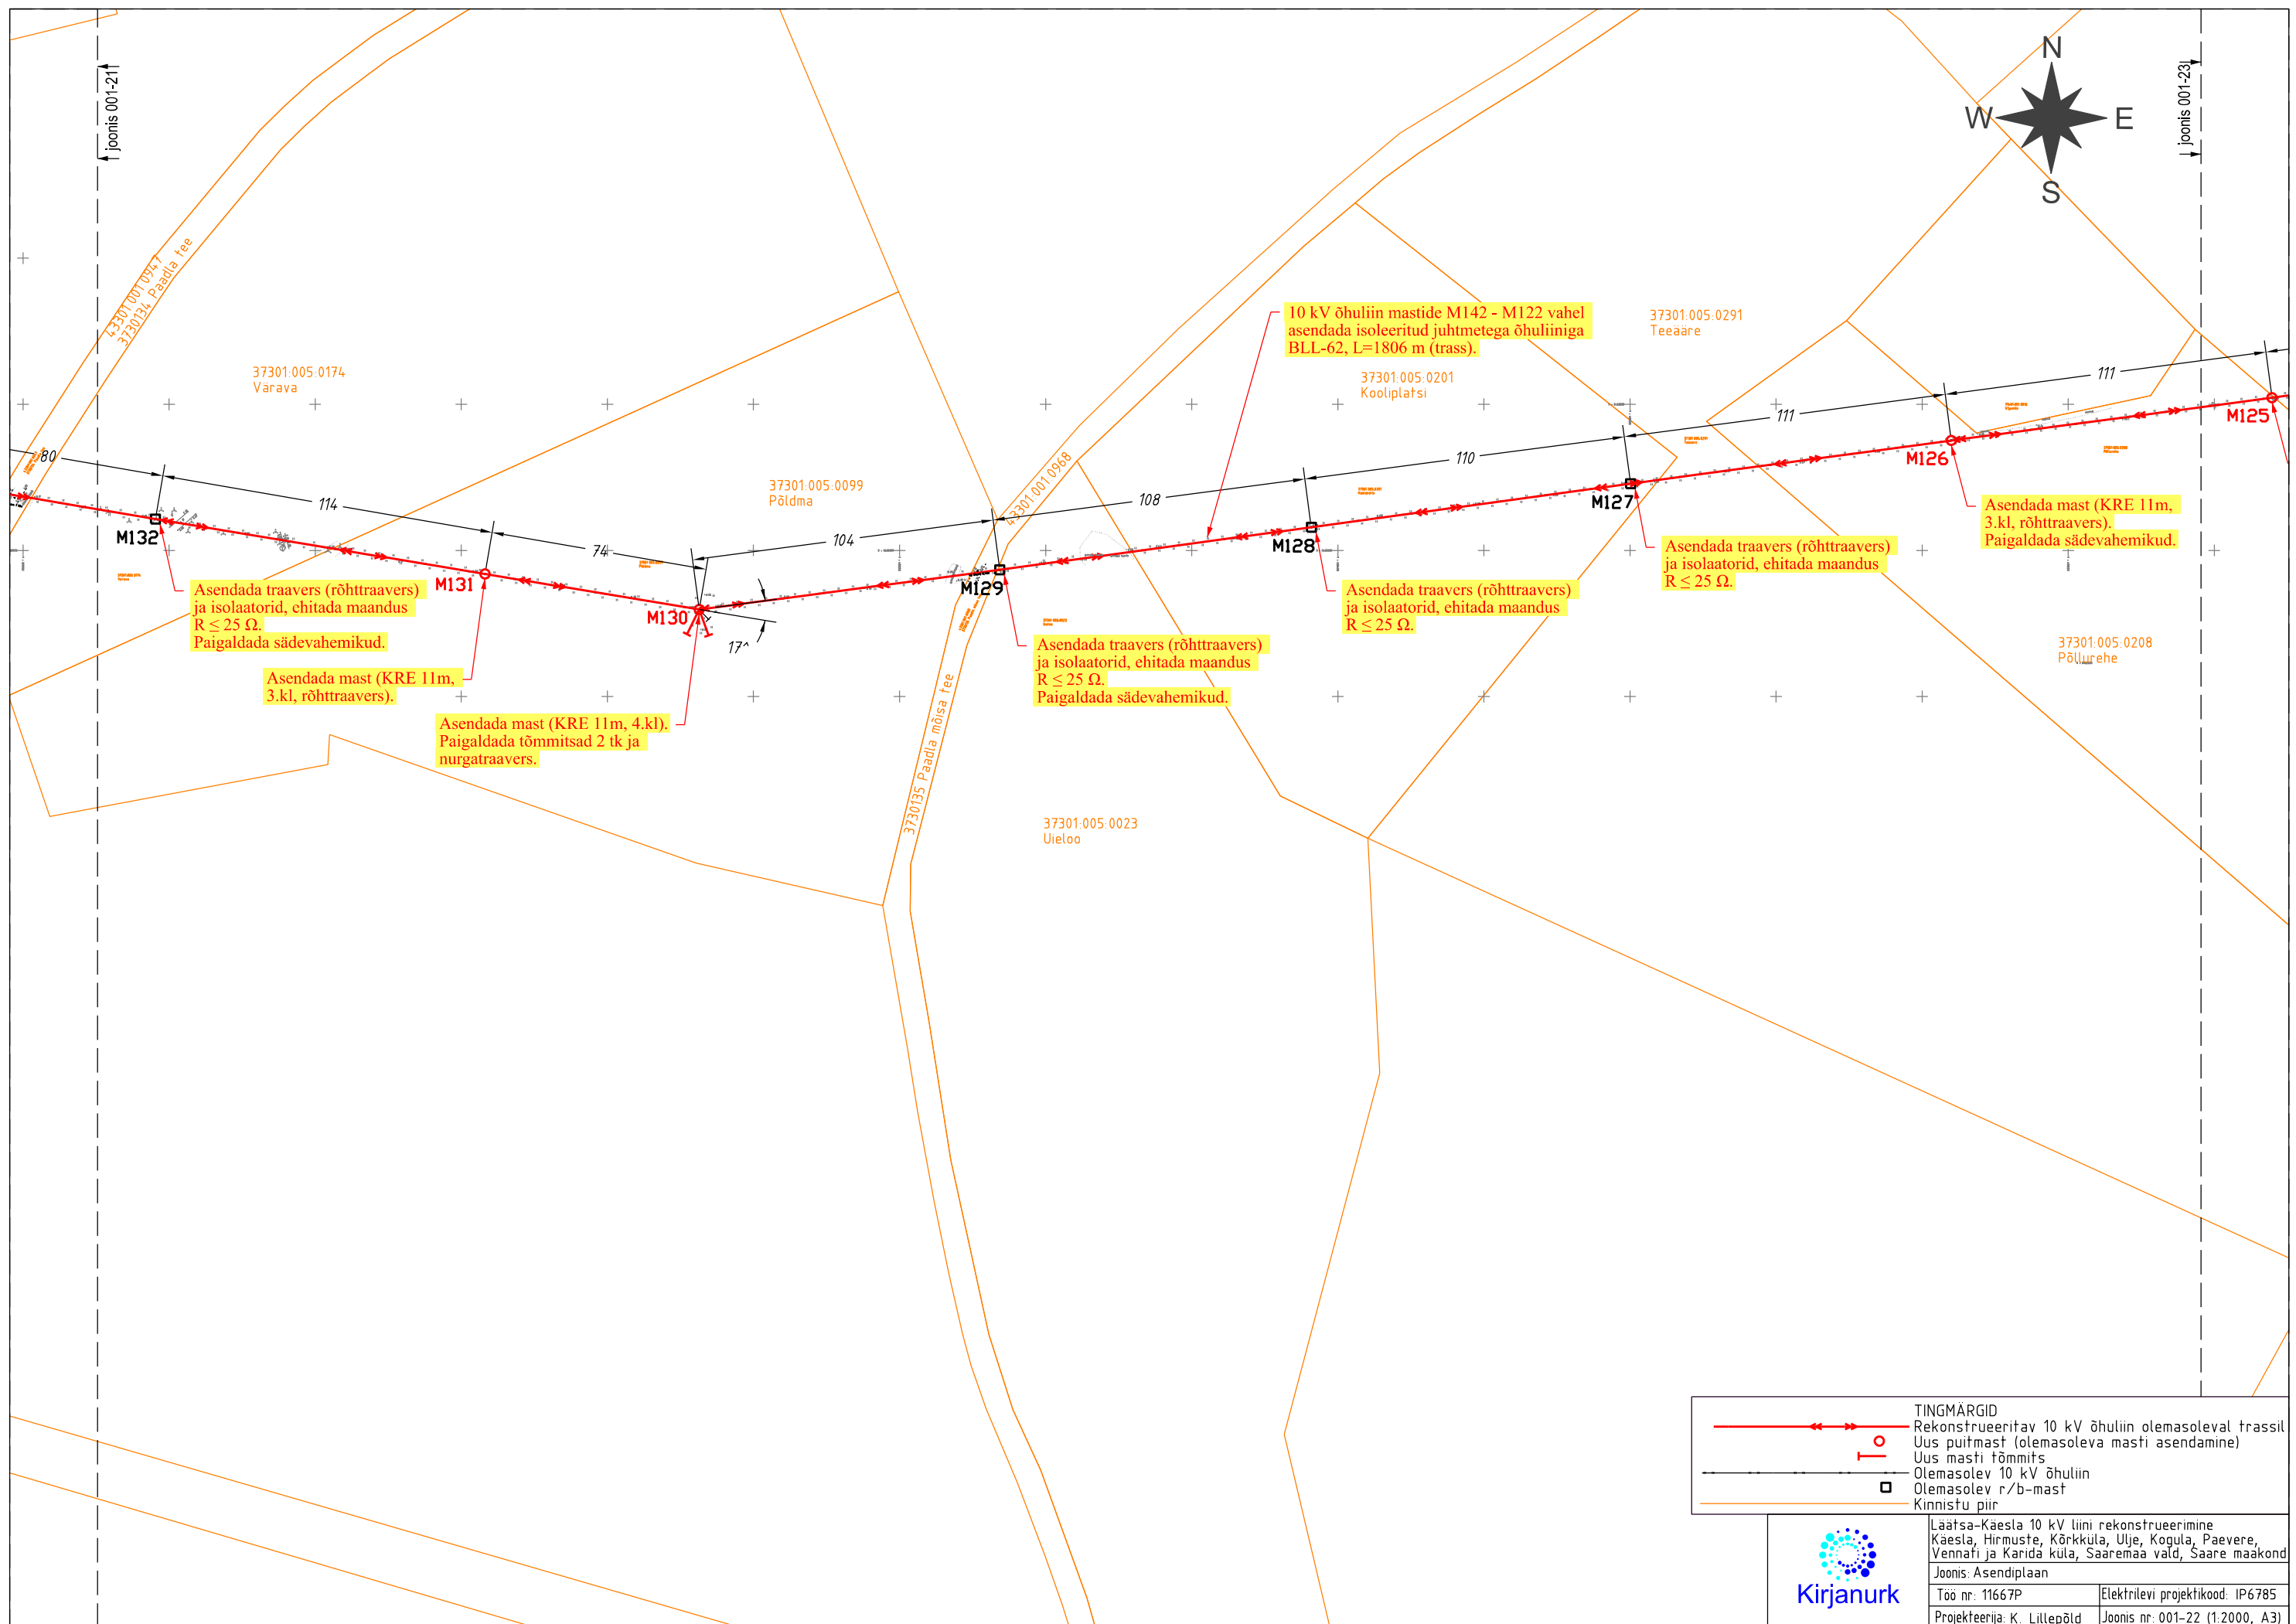 joonis 001-21
joonis 001-23
N
W
E
S
43301:001:0947
3730134 Paadla tee
37301:005:0174
Värava
10 kV õhuliin mastide M142 - M122 vahel
asendada isoleeritud juhtmetega õhuliiniga
BLL-62, L=1806 m (trass).
37301:005:0291
Teeääre
37301:005:0201
Kooliplatsi
80
114
74
104
108
110
111
111
37301:005:0099
Põldma
43301:001:0968
M132
M131
M130
M129
M128
M127
M126
M125
17^
Asendada traavers (rõhttraavers)
ja isolaatorid, ehitada maandus
R ≤ 25 Ω.
Paigaldada sädevahemikud.
Asendada mast (KRE 11m,
3.kl, rõhttraavers).
Asendada mast (KRE 11m, 4.kl).
Paigaldada tõmmitsad 2 tk ja
nurgatraavers.
Asendada traavers (rõhttraavers)
ja isolaatorid, ehitada maandus
R ≤ 25 Ω.
Paigaldada sädevahemikud.
Asendada traavers (rõhttraavers)
ja isolaatorid, ehitada maandus
R ≤ 25 Ω.
Asendada traavers (rõhttraavers)
ja isolaatorid, ehitada maandus
R ≤ 25 Ω.
Asendada mast (KRE 11m,
3.kl, rõhttraavers).
Paigaldada sädevahemikud.
37301:005:0208
Põllurehe
3730135 Paadla mõisa tee
37301:005:0023
Uieloo
TINGMÄRGID
Rekonstrueeritav 10 kV õhuliin olemasoleval trassil
Uus puitmast (olemasoleva masti asendamine)
Uus masti tõmmits
Olemasolev 10 kV õhuliin
Olemasolev r/b-mast
Kinnistu piir
Kirjanurk
Läätsa-Käesla 10 kV liini rekonstrueerimine
Käesla, Hirmuste, Kõrkküla, Ulje, Kogula, Paevere,
Vennati ja Karida küla, Saaremaa vald, Saare maakond
Joonis: Asendiplaan
Töö nr: 11667P
Elektrilevi projektikood: IP6785
Projekteerija: K. Lillepõld
Joonis nr: 001-22 (1:2000, A3)